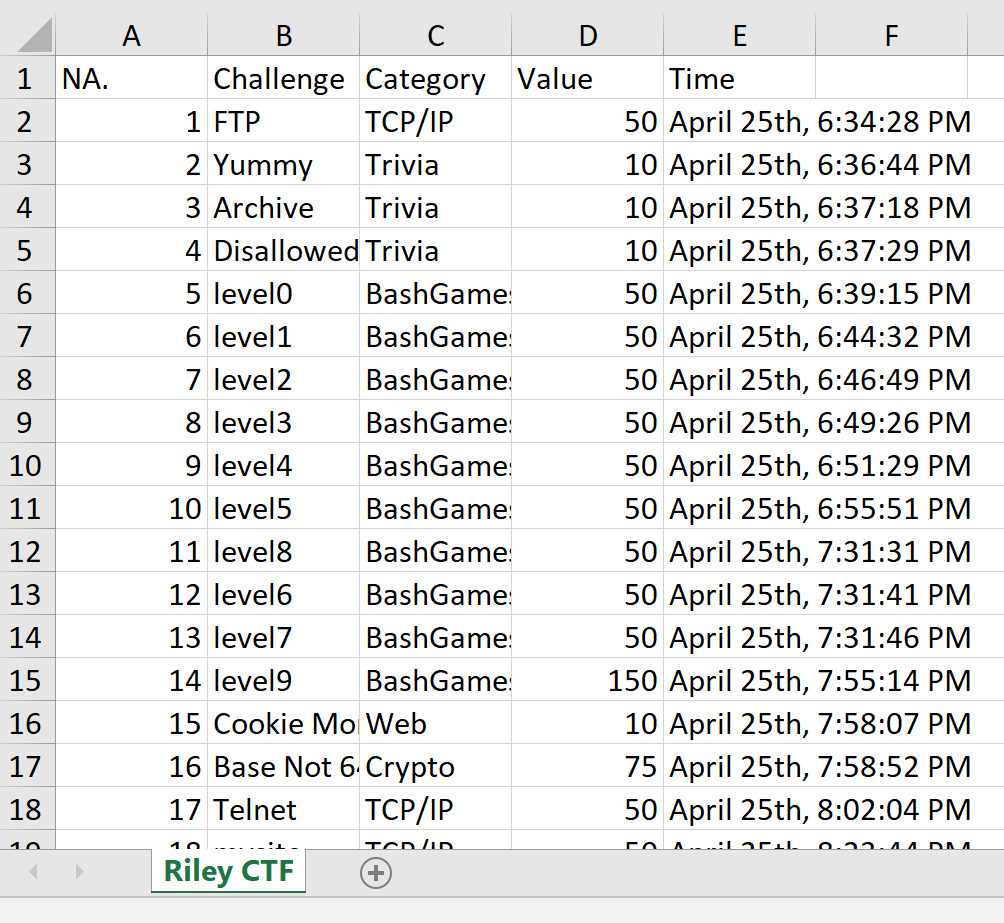 A B C D E F
1 NA. Challenge Category Value Time
2 1 FTP TCP/IP 50 April 25th, 6:34:28 PM
3 2 Yummy Trivia 10 April 25th, 6:36:44 PM
4 3 Archive Trivia 10 April 25th, 6:37:18 PM
5 4 Disallowed Trivia 10 April 25th, 6:37:29 PM
6 5 level0 BashGames 50 April 25th, 6:39:15 PM
7 6 level1 BashGames 50 April 25th, 6:44:32 PM
8 7 level2 BashGames 50 April 25th, 6:46:49 PM
9 8 level3 BashGames 50 April 25th, 6:49:26 PM
10 9 level4 BashGames 50 April 25th, 6:51:29 PM
11 10 level5 BashGames 50 April 25th, 6:55:51 PM
12 11 level8 BashGames 50 April 25th, 7:31:31 PM
13 12 level6 BashGames 50 April 25th, 7:31:41 PM
14 13 level7 BashGames 50 April 25th, 7:31:46 PM
15 14 level9 BashGames 150 April 25th, 7:55:14 PM
16 15 Cookie Mo Web 10 April 25th, 7:58:07 PM
17 16 Base Not 64 Crypto 75 April 25th, 7:58:52 PM
18 17 Telnet TCP/IP 50 April 25th, 8:02:04 PM
19 18 TCP/IP 50 April 25th,
Riley CTF